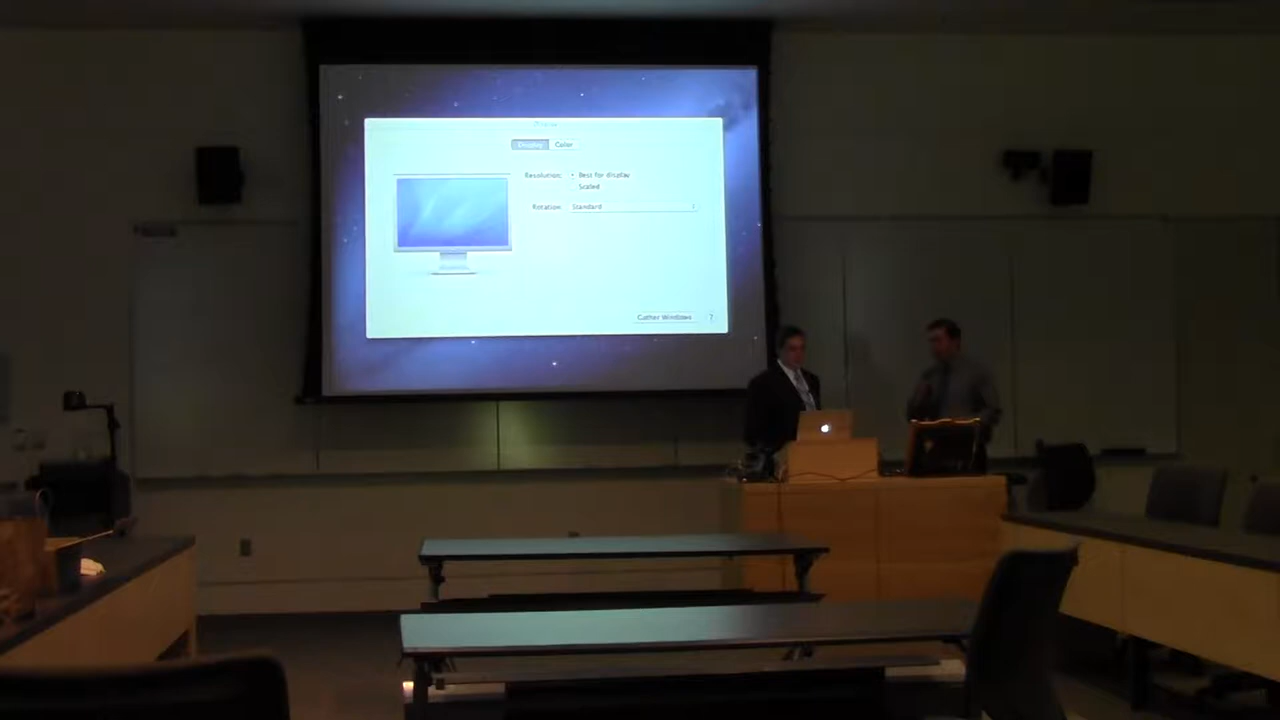 Display Color
Resolution: Best for display
Scaled
Rotation: Standard
Gather Windows ?